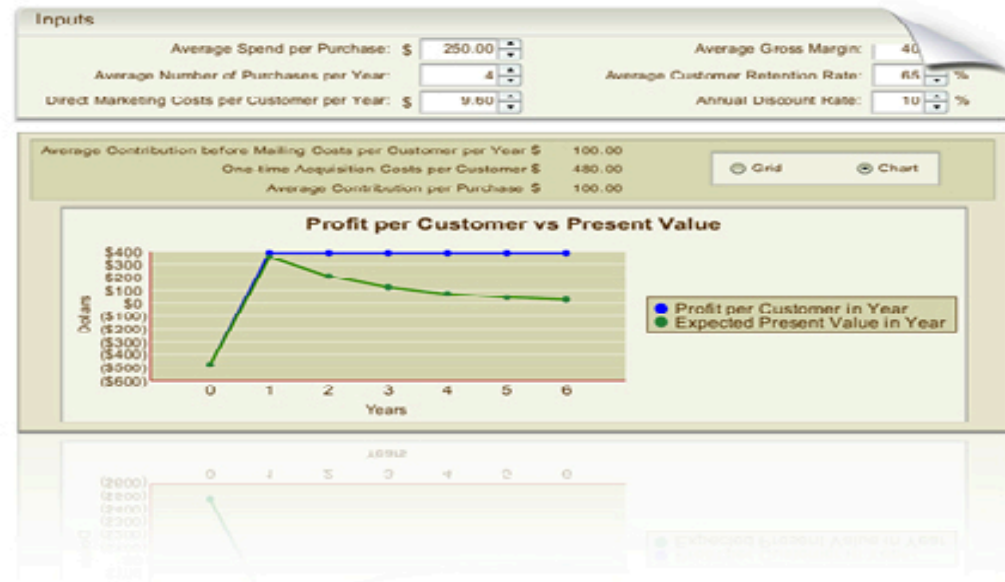 Inputs
Average Spend per Purchase: $ 250.00
Average Gross Margin: 40
Average Number of Purchases per Year: 4
Average Customer Retention Rate: 65 %
Direct Marketing Costs per Customer per Year: $ 9.60
Annual Discount Rate: 10 %
Average Contribution before Mailing Costs per Customer per Year $ 100.00
One-time Acquisition Costs per Customer $ 480.00
Average Contribution per Purchase $ 100.00
Grid
Chart
Profit per Customer vs Present Value
$400
$300
$200
$100
$0
($100)
($200)
($300)
($400)
($500)
($600)
Dolars
0 1 2 3 4 5 6
Years
Profit per Customer in Year
Expected Present Value in Year